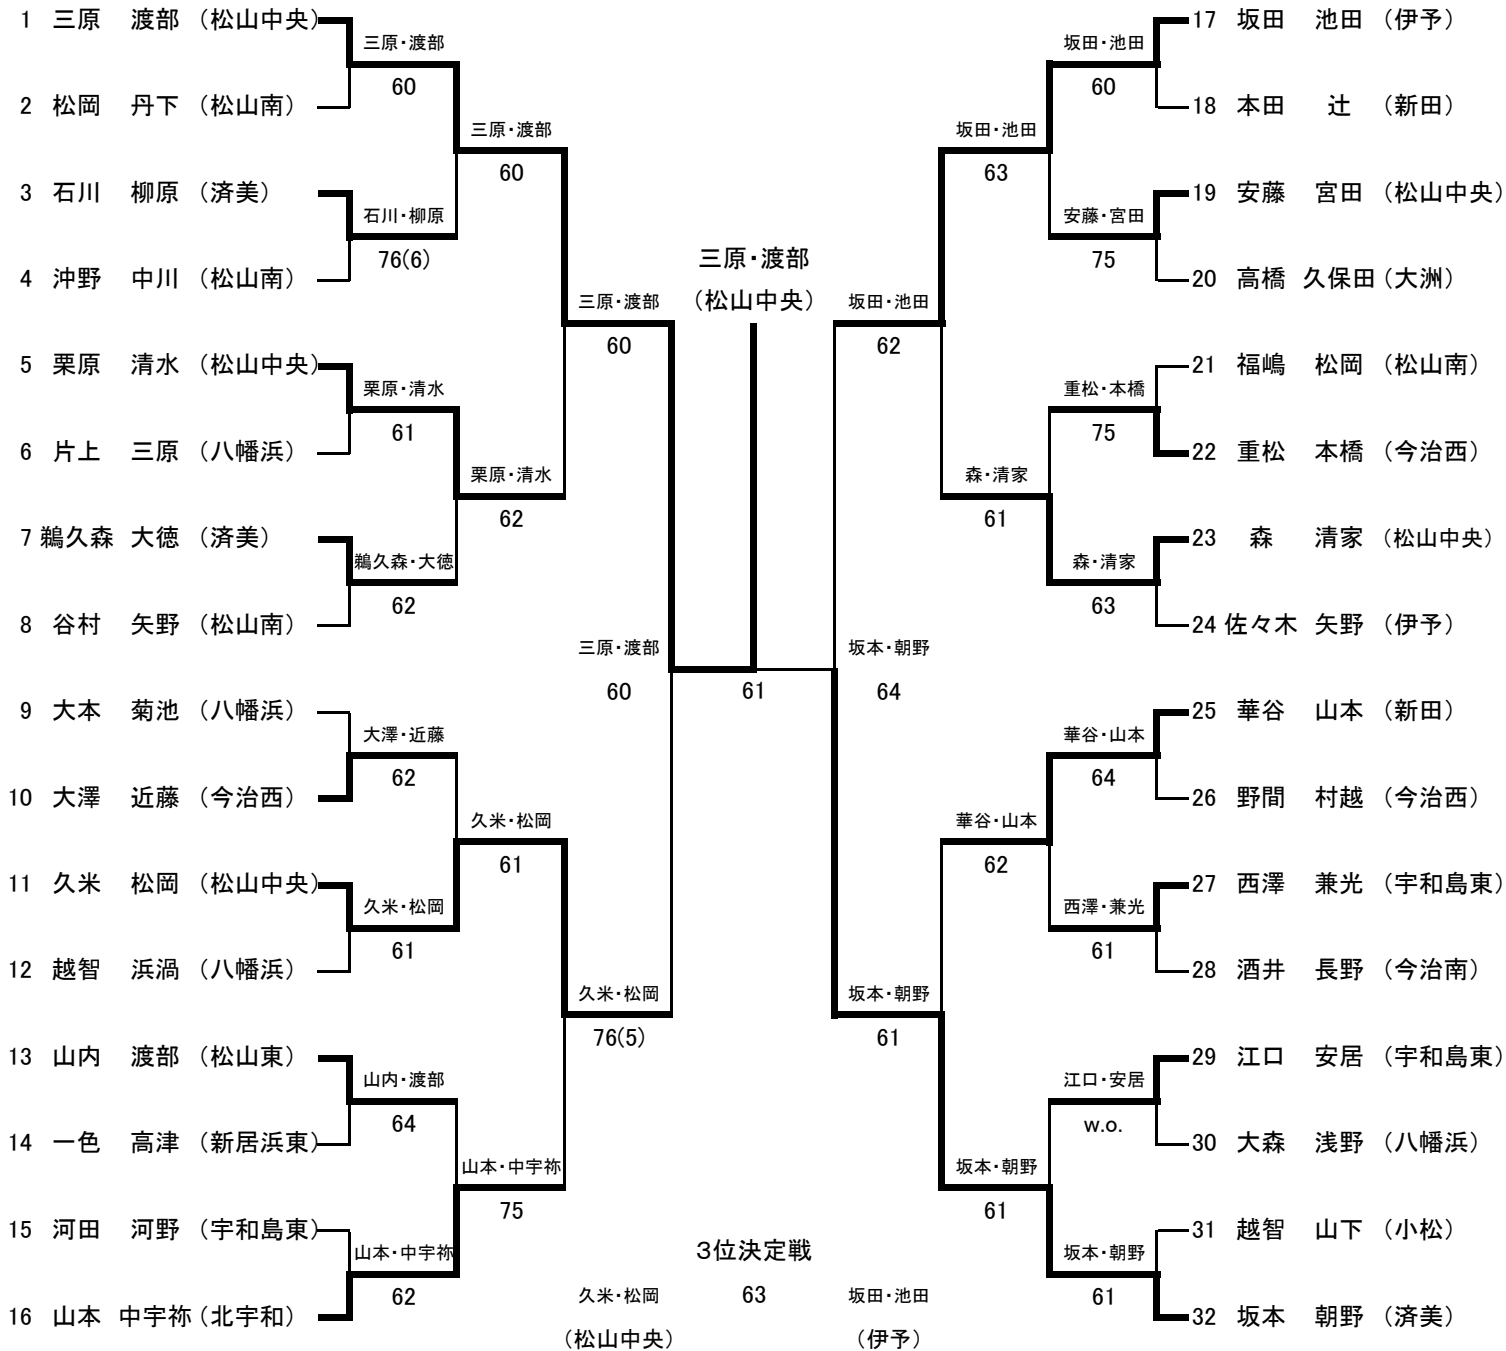 1 三原 渡部 (松山中央)
三原・渡部
60
2 松岡 丹下 (松山南)
三原・渡部
60
3 石川 柳原 (済美)
石川・柳原
76(6)
4 沖野 中川 (松山南)
三原・渡部
60
5 栗原 清水 (松山中央)
栗原・清水
61
6 片上 三原 (八幡浜)
栗原・清水
62
7 鵜久森 大徳 (済美)
鵜久森・大徳
62
8 谷村 矢野 (松山南)
三原・渡部
60
9 大本 菊池 (八幡浜)
大澤・近藤
62
10 大澤 近藤 (今治西)
久米・松岡
61
11 久米 松岡 (松山中央)
久米・松岡
61
12 越智 浜渦 (八幡浜)
久米・松岡
76(5)
13 山内 渡部 (松山東)
山内・渡部
64
14 一色 高津 (新居浜東)
山本・中宇祢
75
15 河田 河野 (宇和島東)
山本・中宇祢
62
16 山本 中宇祢 (北宇和)
三原・渡部
(松山中央)
61
17 坂田 池田 (伊予)
坂田・池田
60
18 本田 辻 (新田)
坂田・池田
63
19 安藤 宮田 (松山中央)
安藤・宮田
75
20 高橋 久保田 (大洲)
坂田・池田
62
21 福嶋 松岡 (松山南)
重松・本橋
75
22 重松 本橋 (今治西)
森・清家
61
23 森 清家 (松山中央)
森・清家
63
24 佐々木 矢野 (伊予)
坂本・朝野
64
25 華谷 山本 (新田)
華谷・山本
64
26 野間 村越 (今治西)
華谷・山本
62
27 西澤 兼光 (宇和島東)
西澤・兼光
61
28 酒井 長野 (今治南)
坂本・朝野
61
29 江口 安居 (宇和島東)
江口・安居
w.o.
30 大森 浅野 (八幡浜)
坂本・朝野
61
31 越智 山下 (小松)
坂本・朝野
61
32 坂本 朝野 (済美)
3位決定戦
久米・松岡 63 坂田・池田
(松山中央) (伊予)